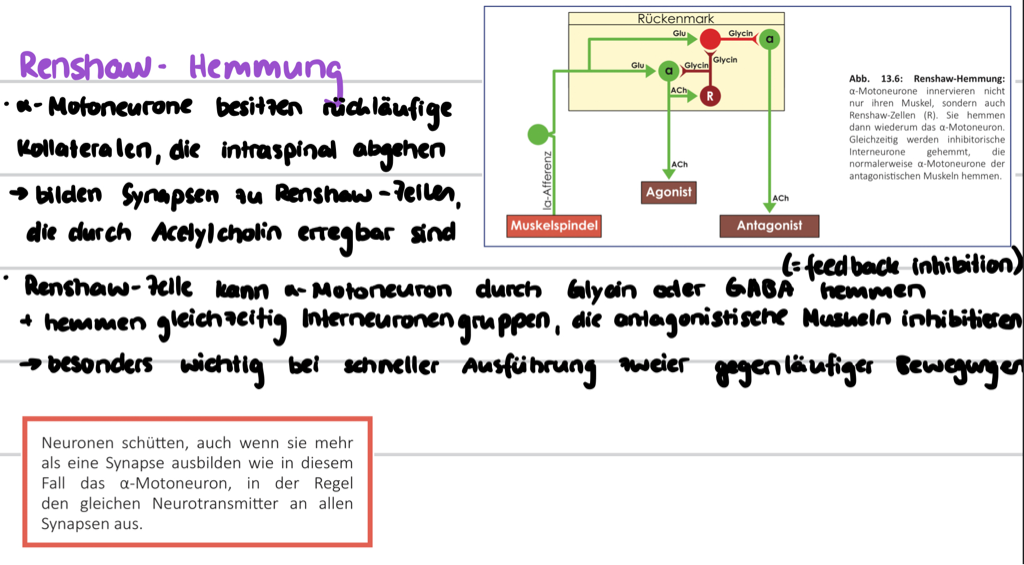 Renshaw- Hemmung
· α-Motoneurone besitzen rückläufige
Kollateralen, die intraspinal abgehen
→ bilden Synapsen zu Renshaw-Zellen,
die durch Acetylcholin erregbar sind
Rückenmark
Glu
Glycin
α
Glu
α
Glycin
Glycin
ACh
R
Ia-Afferenz
ACh
ACh
Agonist
Muskelspindel
Antagonist
Abb. 13.6: Renshaw-Hemmung:
α-Motoneurone innervieren nicht
nur ihren Muskel, sondern auch
Renshaw-Zellen (R). Sie hemmen
dann wiederum das α-Motoneuron.
Gleichzeitig werden inhibitorische
Interneurone gehemmt, die
normalerweise α-Motoneurone der
antagonistischen Muskeln hemmen.
(= feedback inhibition)
· Renshaw-Zelle kann α-Motoneuron durch Glycin oder GABA hemmen
+ hemmen gleichzeitig Interneuronengruppen, die antagonistische Muskeln inhibitieren
→ besonders wichtig bei schneller Ausführung zweier gegenläufiger Bewegungen
Neuronen schütten, auch wenn sie mehr
als eine Synapse ausbilden wie in diesem
Fall das α-Motoneuron, in der Regel
den gleichen Neurotransmitter an allen
Synapsen aus.